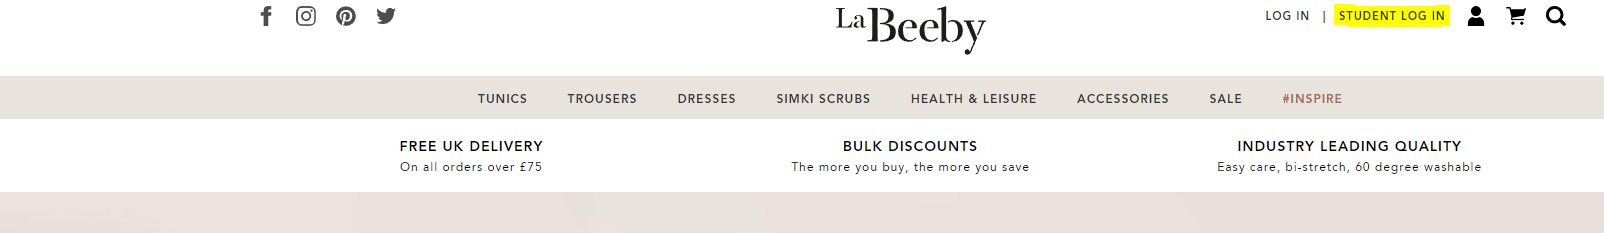 La Beeby
LOG IN | STUDENT LOG IN
TUNICS TROUSERS DRESSES SIMKI SCRUBS HEALTH & LEISURE ACCESSORIES SALE #INSPIRE
FREE UK DELIVERY
On all orders over £75
BULK DISCOUNTS
The more you buy, the more you save
INDUSTRY LEADING QUALITY
Easy care, bi-stretch, 60 degree washable